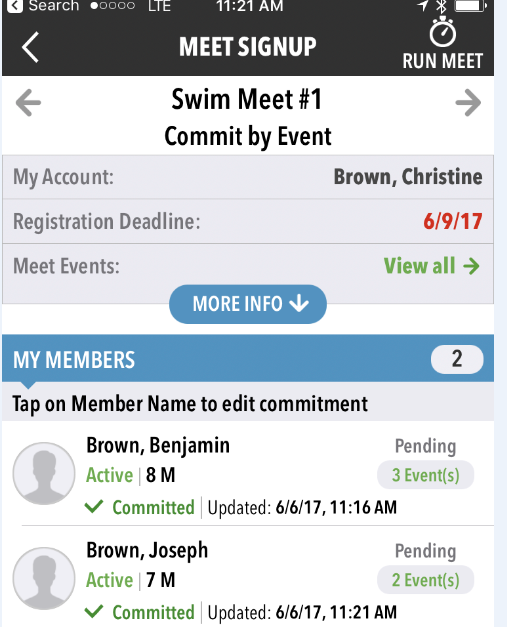 Search LTE 11:21 AM
MEET SIGNUP
RUN MEET
Swim Meet #1
Commit by Event
My Account: Brown, Christine
Registration Deadline: 6/9/17
Meet Events: View all →
MORE INFO ↓
MY MEMBERS 2
Tap on Member Name to edit commitment
Brown, Benjamin Pending
Active | 8 M 3 Event(s)
Committed | Updated: 6/6/17, 11:16 AM
Brown, Joseph Pending
Active | 7 M 2 Event(s)
Committed | Updated: 6/6/17, 11:21 AM